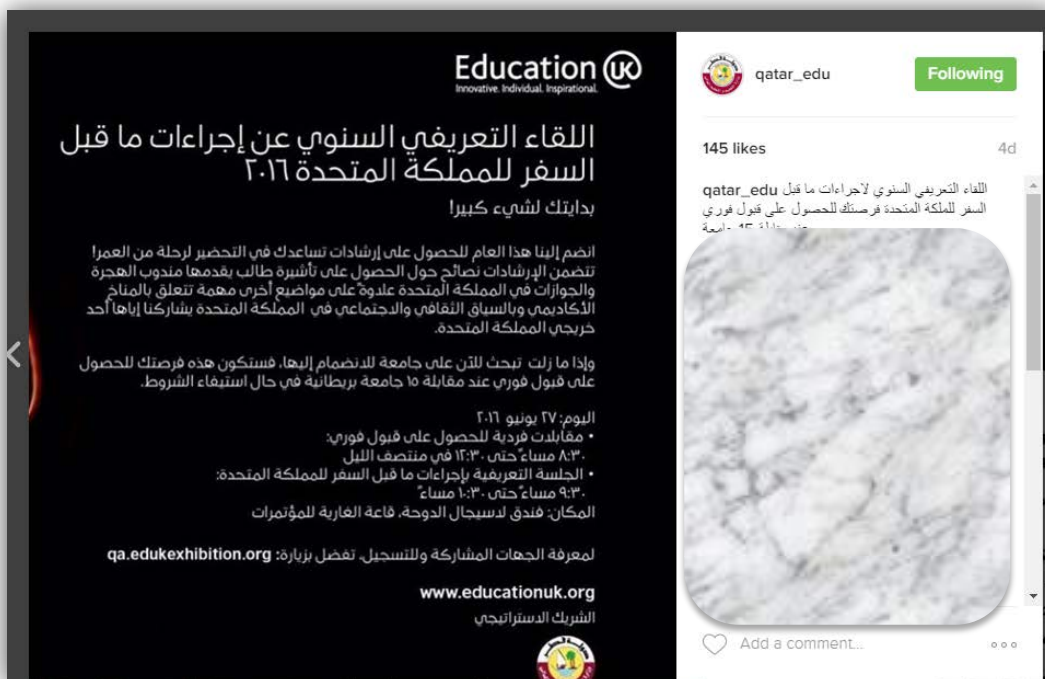 Education UK
Innovative. Individual. Inspirational.
اللقاء التعريفي السنوي عن إجراءات ما قبل
السفر للمملكة المتحدة ٢٠١٦
بدايتك لشيء كبير!
انضم إلينا هذا العام للحصول على إرشادات تساعدك في التحضير لرحلة من العمر!
تتضمن الإرشادات نصائح حول الحصول على تأشيرة طالب يقدمها مندوب الهجرة
والجوازات في المملكة المتحدة علاوةً على مواضيع أخرى مهمة تتعلق بالمناخ
الأكاديمي وبالسياق الثقافي والاجتماعي في المملكة المتحدة يشاركنا إياها أحد
خريجي المملكة المتحدة.
وإذا ما زلت تبحث للآن على جامعة للانضمام إليها، فستكون هذه فرصتك للحصول
على قبول فوري عند مقابلة ١٥ جامعة بريطانية في حال استيفاء الشروط.
اليوم: ٢٧ يونيو ٢٠١٦
• مقابلات فردية للحصول على قبول فوري:
٨:٣٠ مساءً حتى ١٢:٣٠ في منتصف الليل
• الجلسة التعريفية بإجراءات ما قبل السفر للمملكة المتحدة:
٩:٣٠ مساءً حتى ١٠:٣٠ مساءً
المكان: فندق لاسيجال الدوحة، قاعة الغارية للمؤتمرات
لمعرفة الجهات المشاركة وللتسجيل، تفضل بزيارة: qa.edukexhibition.org
www.educationuk.org
الشريك الاستراتيجي
qatar_edu
Following
145 likes
4d
qatar_edu اللقاء التعريفي السنوي لاجراءات ما قبل
السفر للملكة المتحدة فرصتك للحصول على قبول فوري
15 جامعة
Add a comment...